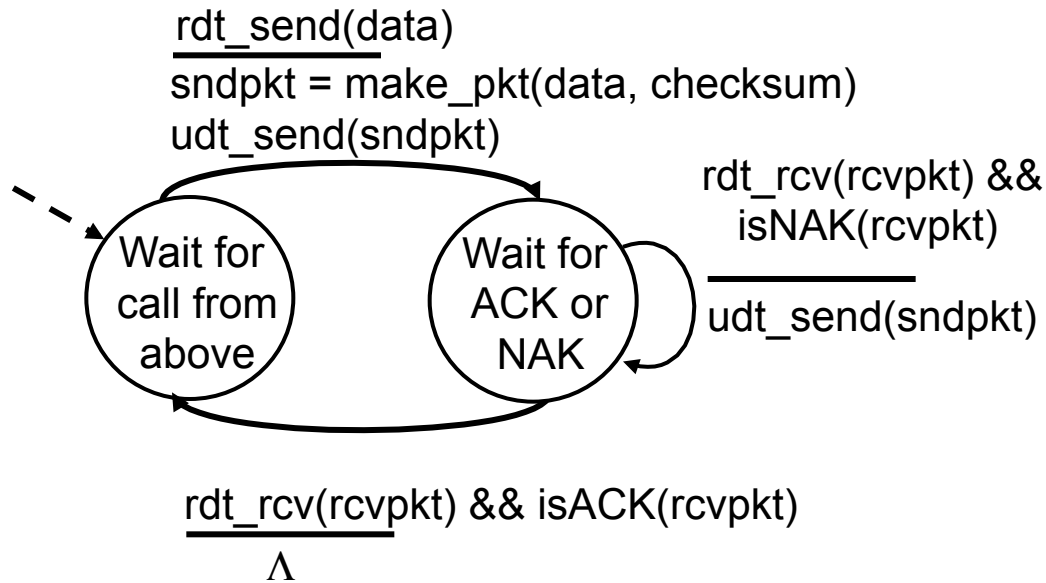 rdt_send(data)
sndpkt = make_pkt(data, checksum)
udt_send(sndpkt)
rdt_rcv(rcvpkt) &&
isNAK(rcvpkt)
udt_send(sndpkt)
Wait for
call from
above
Wait for
ACK or
NAK
rdt_rcv(rcvpkt) && isACK(rcvpkt)
Λ